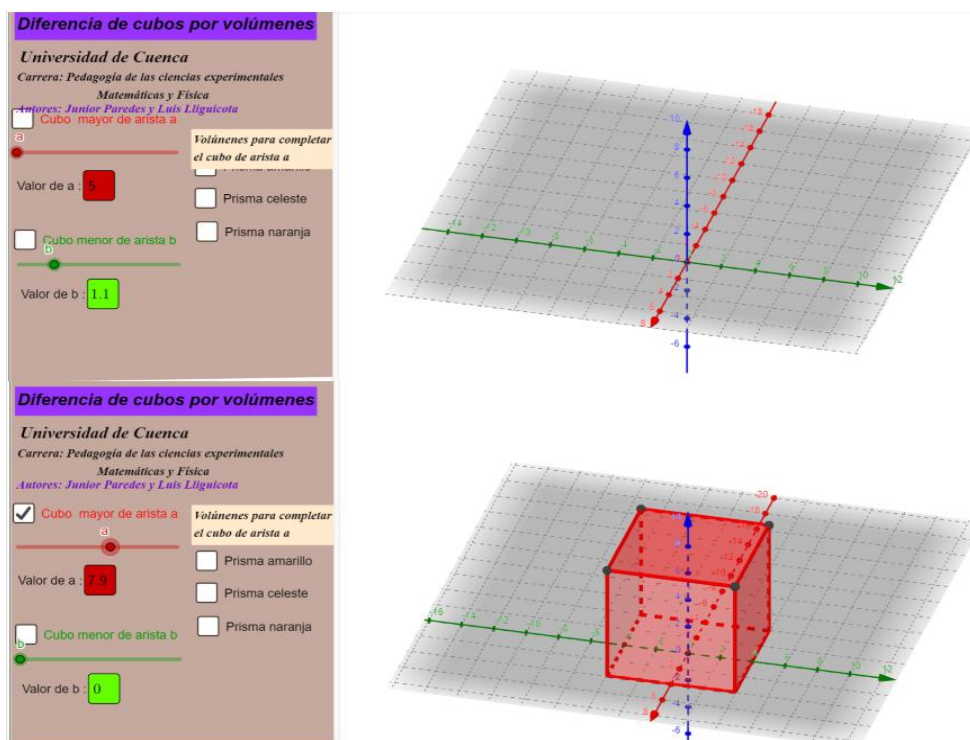 Diferencia de cubos por volúmenes
Universidad de Cuenca
Carrera: Pedagogía de las ciencias experimentales
Matemáticas y Física
Autores: Junior Paredes y Luis Lliguicota
Cubo mayor de arista a
a
Valor de a : 5
Cubo menor de arista b
b
Valor de b : 1.1
Volúnenes para completar
el cubo de arista a
Prisma amarillo
Prisma celeste
Prisma naranja
Diferencia de cubos por volúmenes
Universidad de Cuenca
Carrera: Pedagogía de las ciencias experimentales
Matemáticas y Física
Autores: Junior Paredes y Luis Lliguicota
Cubo mayor de arista a
a
Valor de a : 7.9
Cubo menor de arista b
b
Valor de b : 0
Volúnenes para completar
el cubo de arista a
Prisma amarillo
Prisma celeste
Prisma naranja